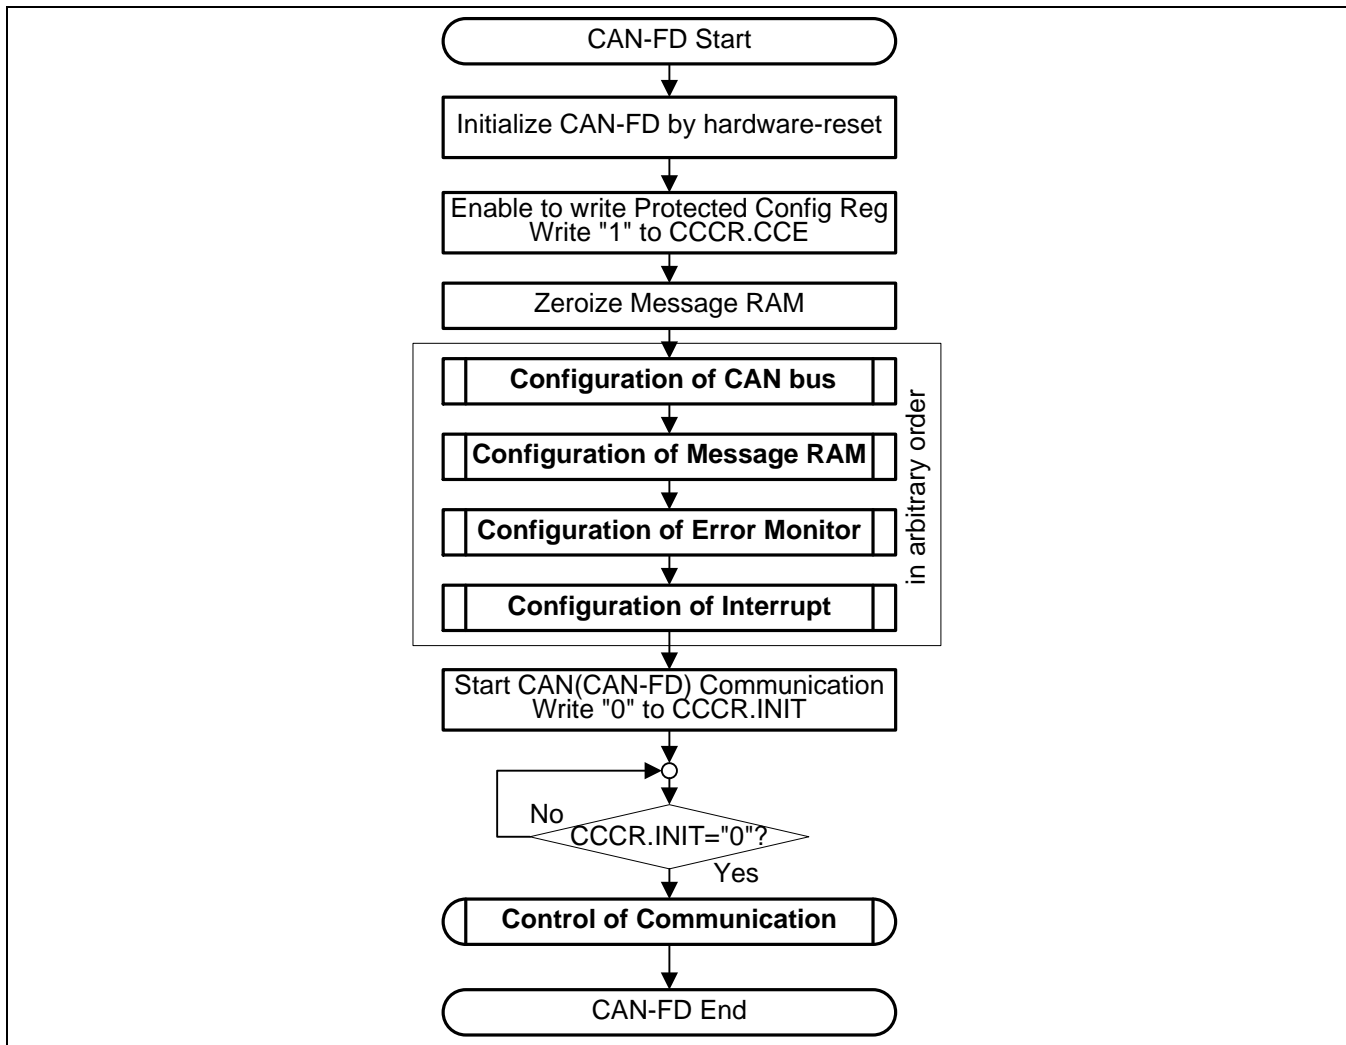 CAN-FD Start
Initialize CAN-FD by hardware-reset
Enable to write Protected Config Reg
Write "1" to CCCR.CCE
Zeroize Message RAM
Configuration of CAN bus
Configuration of Message RAM
Configuration of Error Monitor
Configuration of Interrupt
in arbitrary order
Start CAN(CAN-FD) Communication
Write "0" to CCCR.INIT
No
CCCR.INIT="0"?
Yes
Control of Communication
CAN-FD End